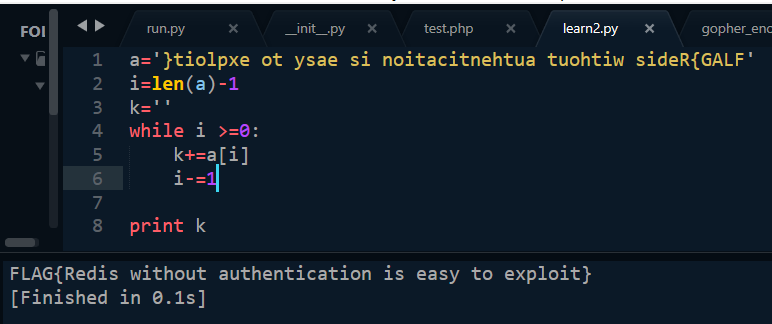 FOI
run.py × __init__.py × test.php × learn2.py × gopher_enc
1 a='}tiolpxe ot ysae si noitacitnehtua tuohtiw sideR{GALF'
2 i=len(a)-1
3 k=''
4 while i >=0:
5     k+=a[i]
6     i-=1
7
8 print k
FLAG{Redis without authentication is easy to exploit}
[Finished in 0.1s]